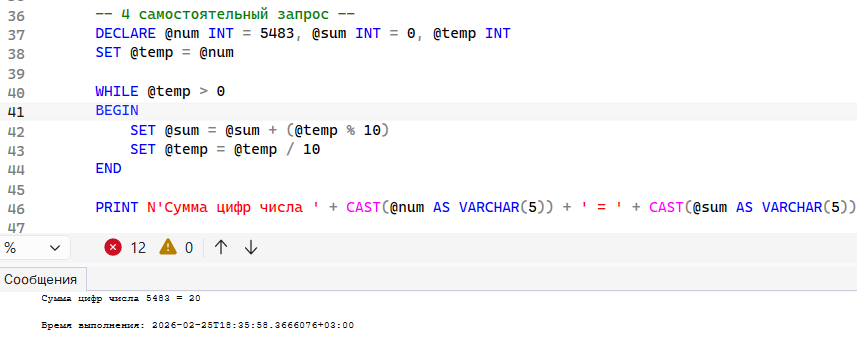 36 -- 4 самостоятельный запрос --
37 DECLARE @num INT = 5483, @sum INT = 0, @temp INT
38 SET @temp = @num
39
40 WHILE @temp > 0
41 BEGIN
42 SET @sum = @sum + (@temp % 10)
43 SET @temp = @temp / 10
44 END
45
46 PRINT N'Сумма цифр числа ' + CAST(@num AS VARCHAR(5)) + ' = ' + CAST(@sum AS VARCHAR(5))
47
% 12 0
Сообщения
Сумма цифр числа 5483 = 20
Время выполнения: 2026-02-25T18:35:58.3666076+03:00